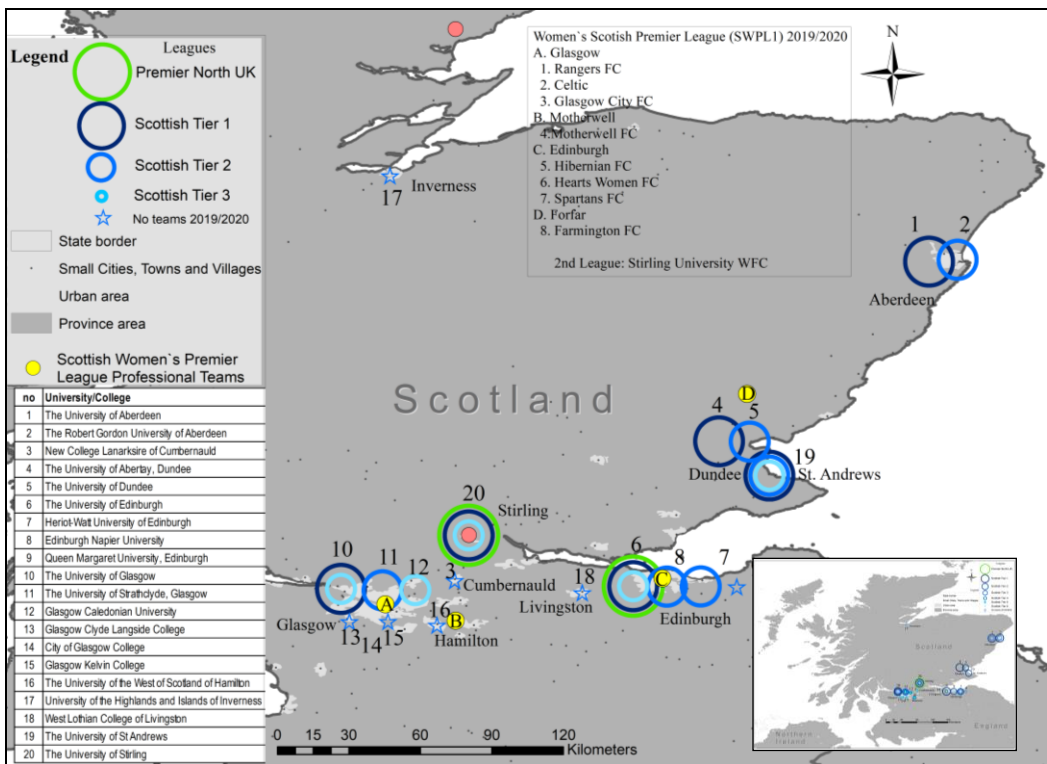 Legend
Leagues
Premier North UK
Scottish Tier 1
Scottish Tier 2
Scottish Tier 3
No teams 2019/2020
State border
Small Cities, Towns and Villages
Urban area
Province area
Scottish Women`s Premier
League Professional Teams
no University/College
1 The University of Aberdeen
2 The Robert Gordon University of Aberdeen
3 New College Lanarksire of Cumbernauld
4 The University of Abertay, Dundee
5 The University of Dundee
6 The University of Edinburgh
7 Heriot-Watt University of Edinburgh
8 Edinburgh Napier University
9 Queen Margaret University, Edinburgh
10 The University of Glasgow
11 The University of Strathclyde, Glasgow
12 Glasgow Caledonian University
13 Glasgow Clyde Langside College
14 City of Glasgow College
15 Glasgow Kelvin College
16 The University of the West of Scotland of Hamilton
17 University of the Highlands and Islands of Inverness
18 West Lothian College of Livingston
19 The University of St Andrews
20 The University of Stirling
Women`s Scotish Premier League (SWPL1) 2019/2020
A. Glasgow
1. Rangers FC
2. Celtic
3. Glasgow City FC
B. Motherwell
4.Motherwell FC
C. Edinburgh
5. Hibernian FC
6. Hearts Women FC
7. Spartans FC
D. Forfar
8. Farmington FC
2nd League: Stirling University WFC
N
Inverness
17
1 2
Aberdeen
Scotland
D
4 5
19
Dundee
St. Andrews
20
Stirling
10 11 12
3
Cumbernauld
18
Livingston
6 8 7
C
Edinburgh
A
B
Glasgow
13 14 15
16
Hamilton
0 15 30 60 90 120
Kilometers
Scotland
England
Northern
Ireland